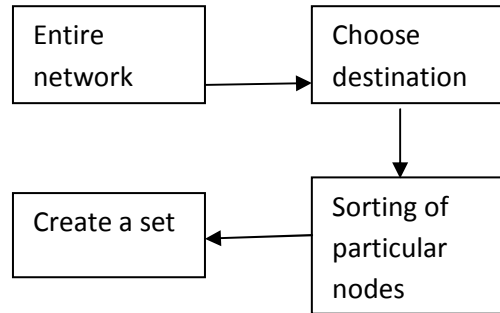 Entire
network
Choose
destination
Create a set
Sorting of
particular
nodes